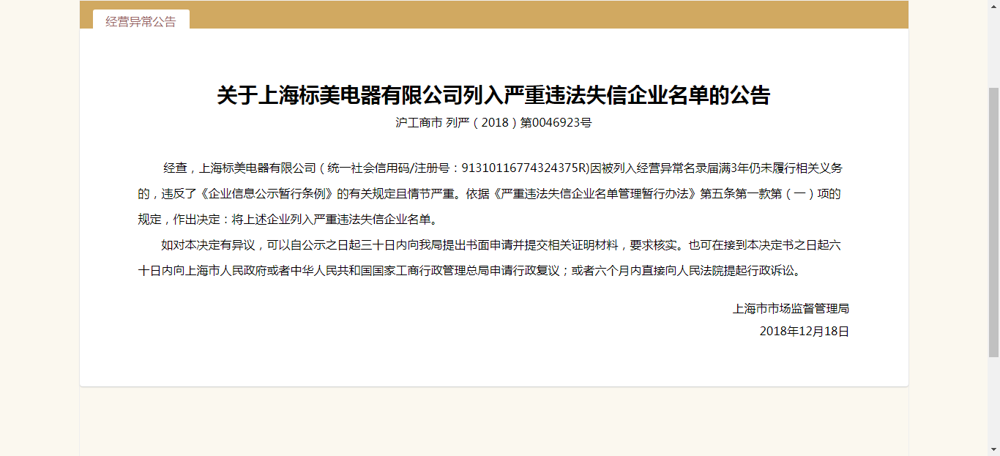 经营异常公告
关于上海标美电器有限公司列入严重违法失信企业名单的公告
沪工商市 列严（2018）第0046923号
经查，上海标美电器有限公司（统一社会信用码/注册号：91310116774324375R)因被列入经营异常名录届满3年仍未履行相关义务
的，违反了《企业信息公示暂行条例》的有关规定且情节严重。依据《严重违法失信企业名单管理暂行办法》第五条第一款第（一）项的
规定，作出决定：将上述企业列入严重违法失信企业名单。
如对本决定有异议，可以自公示之日起三十日内向我局提出书面申请并提交相关证明材料，要求核实。也可在接到本决定书之日起六
十日内向上海市人民政府或者中华人民共和国国家工商行政管理总局申请行政复议；或者六个月内直接向人民法院提起行政诉讼。
上海市市场监督管理局
2018年12月18日